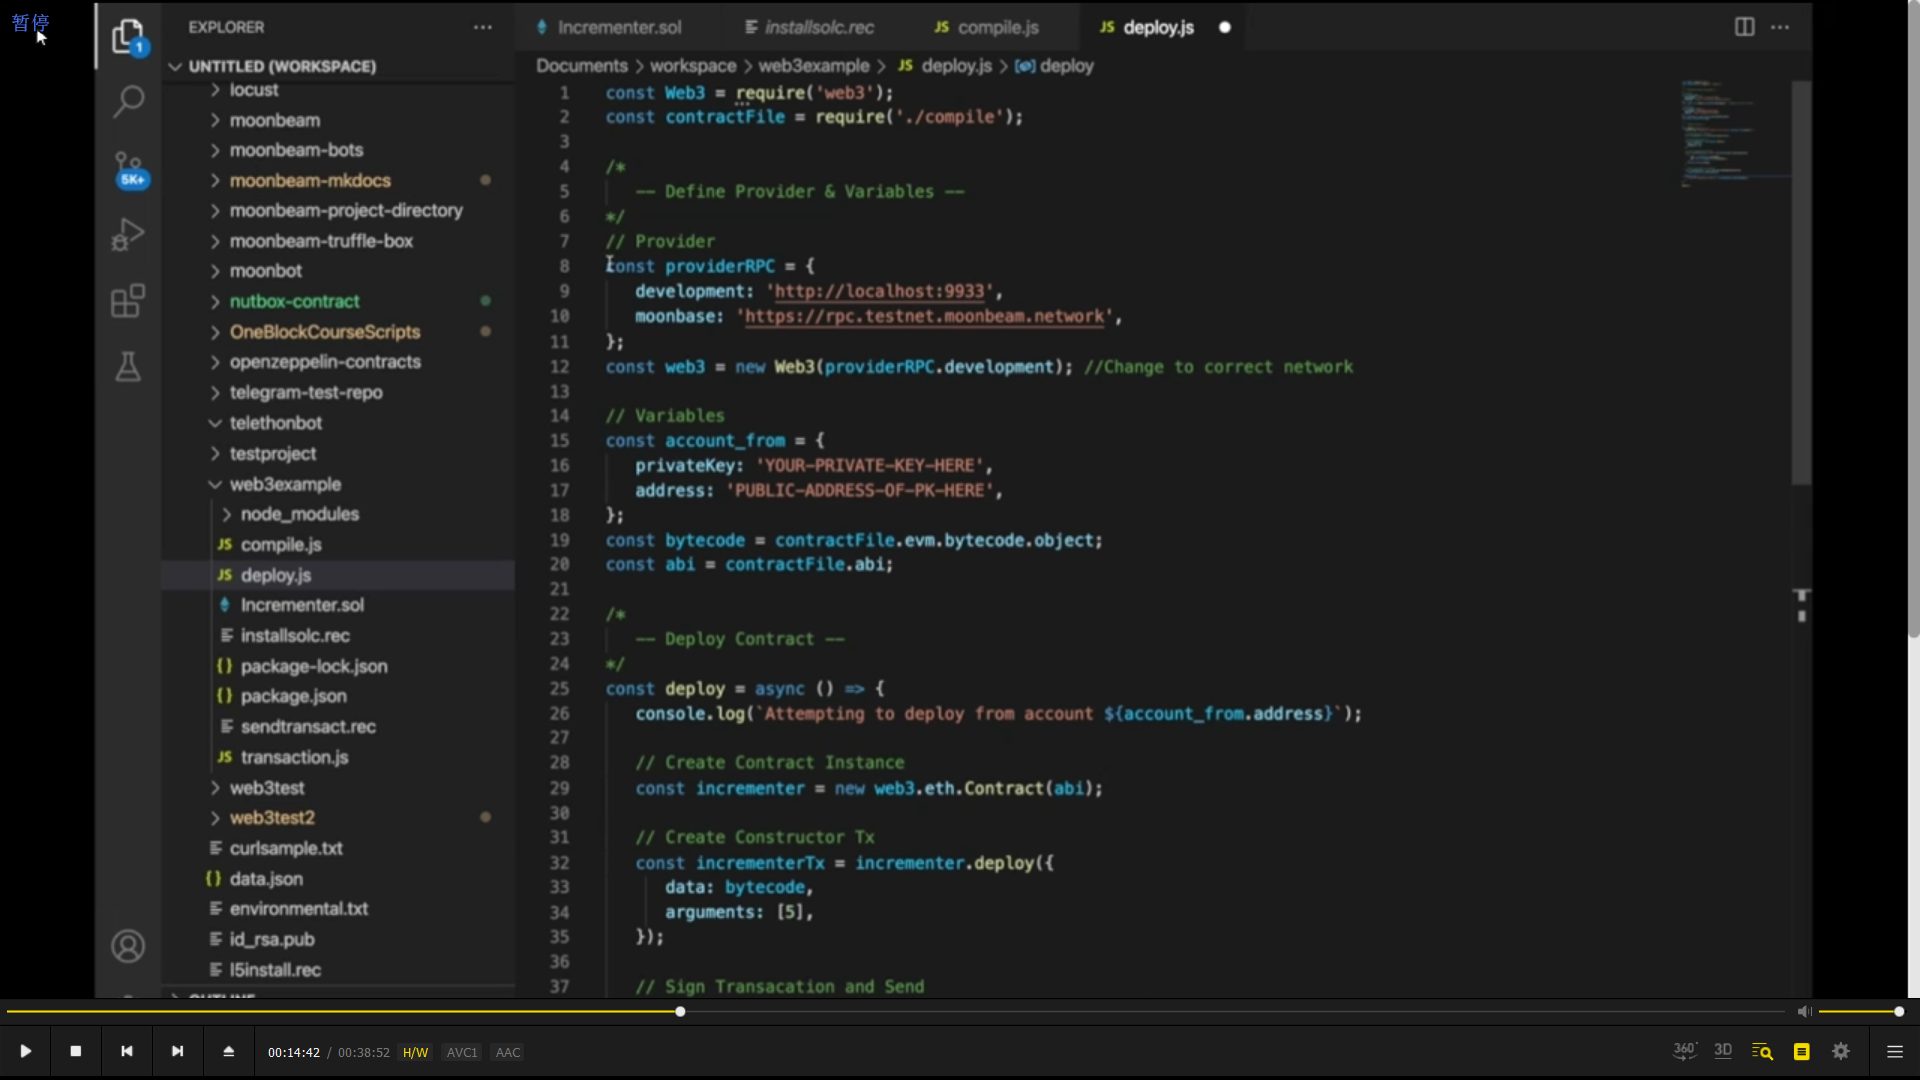 暂停
EXPLORER
UNTITLED (WORKSPACE)
locust
moonbeam
moonbeam-bots
moonbeam-mkdocs
moonbeam-project-directory
moonbeam-truffle-box
moonbot
nutbox-contract
OneBlockCourseScripts
openzeppelin-contracts
telegram-test-repo
telethonbot
testproject
web3example
node_modules
JS compile.js
JS deploy.js
Incrementer.sol
installsolc.rec
{} package-lock.json
{} package.json
sendtransact.rec
JS transaction.js
web3test
web3test2
curlsample.txt
{} data.json
environmental.txt
id_rsa.pub
l5install.rec
OUTLINE
1
5K+
Incrementer.sol installsolc.rec JS compile.js JS deploy.js
Documents > workspace > web3example > JS deploy.js > deploy
1 const Web3 = require('web3');
2 const contractFile = require('./compile');
3
4 /*
5 -- Define Provider & Variables --
6 */
7 // Provider
8 const providerRPC = {
9 development: 'http://localhost:9933',
10 moonbase: 'https://rpc.testnet.moonbeam.network',
11 };
12 const web3 = new Web3(providerRPC.development); //Change to correct network
13
14 // Variables
15 const account_from = {
16 privateKey: 'YOUR-PRIVATE-KEY-HERE',
17 address: 'PUBLIC-ADDRESS-OF-PK-HERE',
18 };
19 const bytecode = contractFile.evm.bytecode.object;
20 const abi = contractFile.abi;
21
22 /*
23 -- Deploy Contract --
24 */
25 const deploy = async () => {
26 console.log(`Attempting to deploy from account ${account_from.address}`);
27
28 // Create Contract Instance
29 const incrementer = new web3.eth.Contract(abi);
30
31 // Create Constructor Tx
32 const incrementerTx = incrementer.deploy({
33 data: bytecode,
34 arguments: [5],
35 });
36
37 // Sign Transacation and Send
00:14:42 / 00:38:52 H/W AVC1 AAC
360° 3D